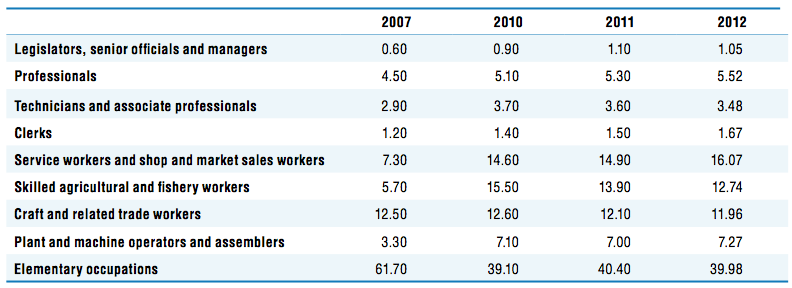 2007 2010 2011 2012
Legislators, senior officials and managers 0.60 0.90 1.10 1.05
Professionals 4.50 5.10 5.30 5.52
Technicians and associate professionals 2.90 3.70 3.60 3.48
Clerks 1.20 1.40 1.50 1.67
Service workers and shop and market sales workers 7.30 14.60 14.90 16.07
Skilled agricultural and fishery workers 5.70 15.50 13.90 12.74
Craft and related trade workers 12.50 12.60 12.10 11.96
Plant and machine operators and assemblers 3.30 7.10 7.00 7.27
Elementary occupations 61.70 39.10 40.40 39.98